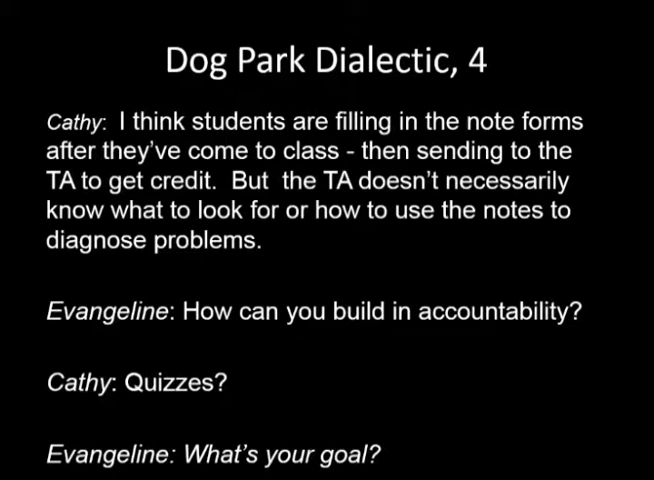 Dog Park Dialectic, 4
Cathy: I think students are filling in the note forms
after they've come to class - then sending to the
TA to get credit. But the TA doesn't necessarily
know what to look for or how to use the notes to
diagnose problems.
Evangeline: How can you build in accountability?
Cathy: Quizzes?
Evangeline: What's your goal?